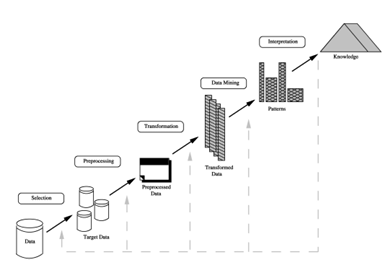 Interpretation
Knowledge
Data Mining
Patterns
Transformation
Transformed
Data
Preprocessing
Preprocessed
Data
Selection
Target Data
Data